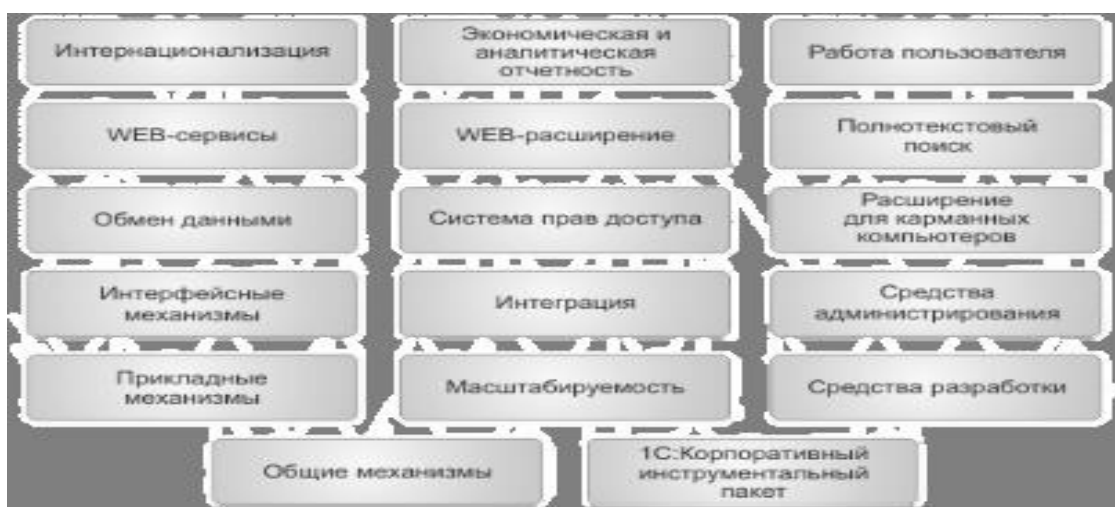 Интернационализация
Экономическая и
аналитическая
отчетность
Работа пользователя
WEB-сервисы
WEB-расширение
Полнотекстовый
поиск
Обмен данными
Система прав доступа
Расширение
для карманных
компьютеров
Интерфейсные
механизмы
Интеграция
Средства
администрирования
Прикладные
механизмы
Масштабируемость
Средства разработки
Общие механизмы
1С:Корпоративный
инструментальный
пакет